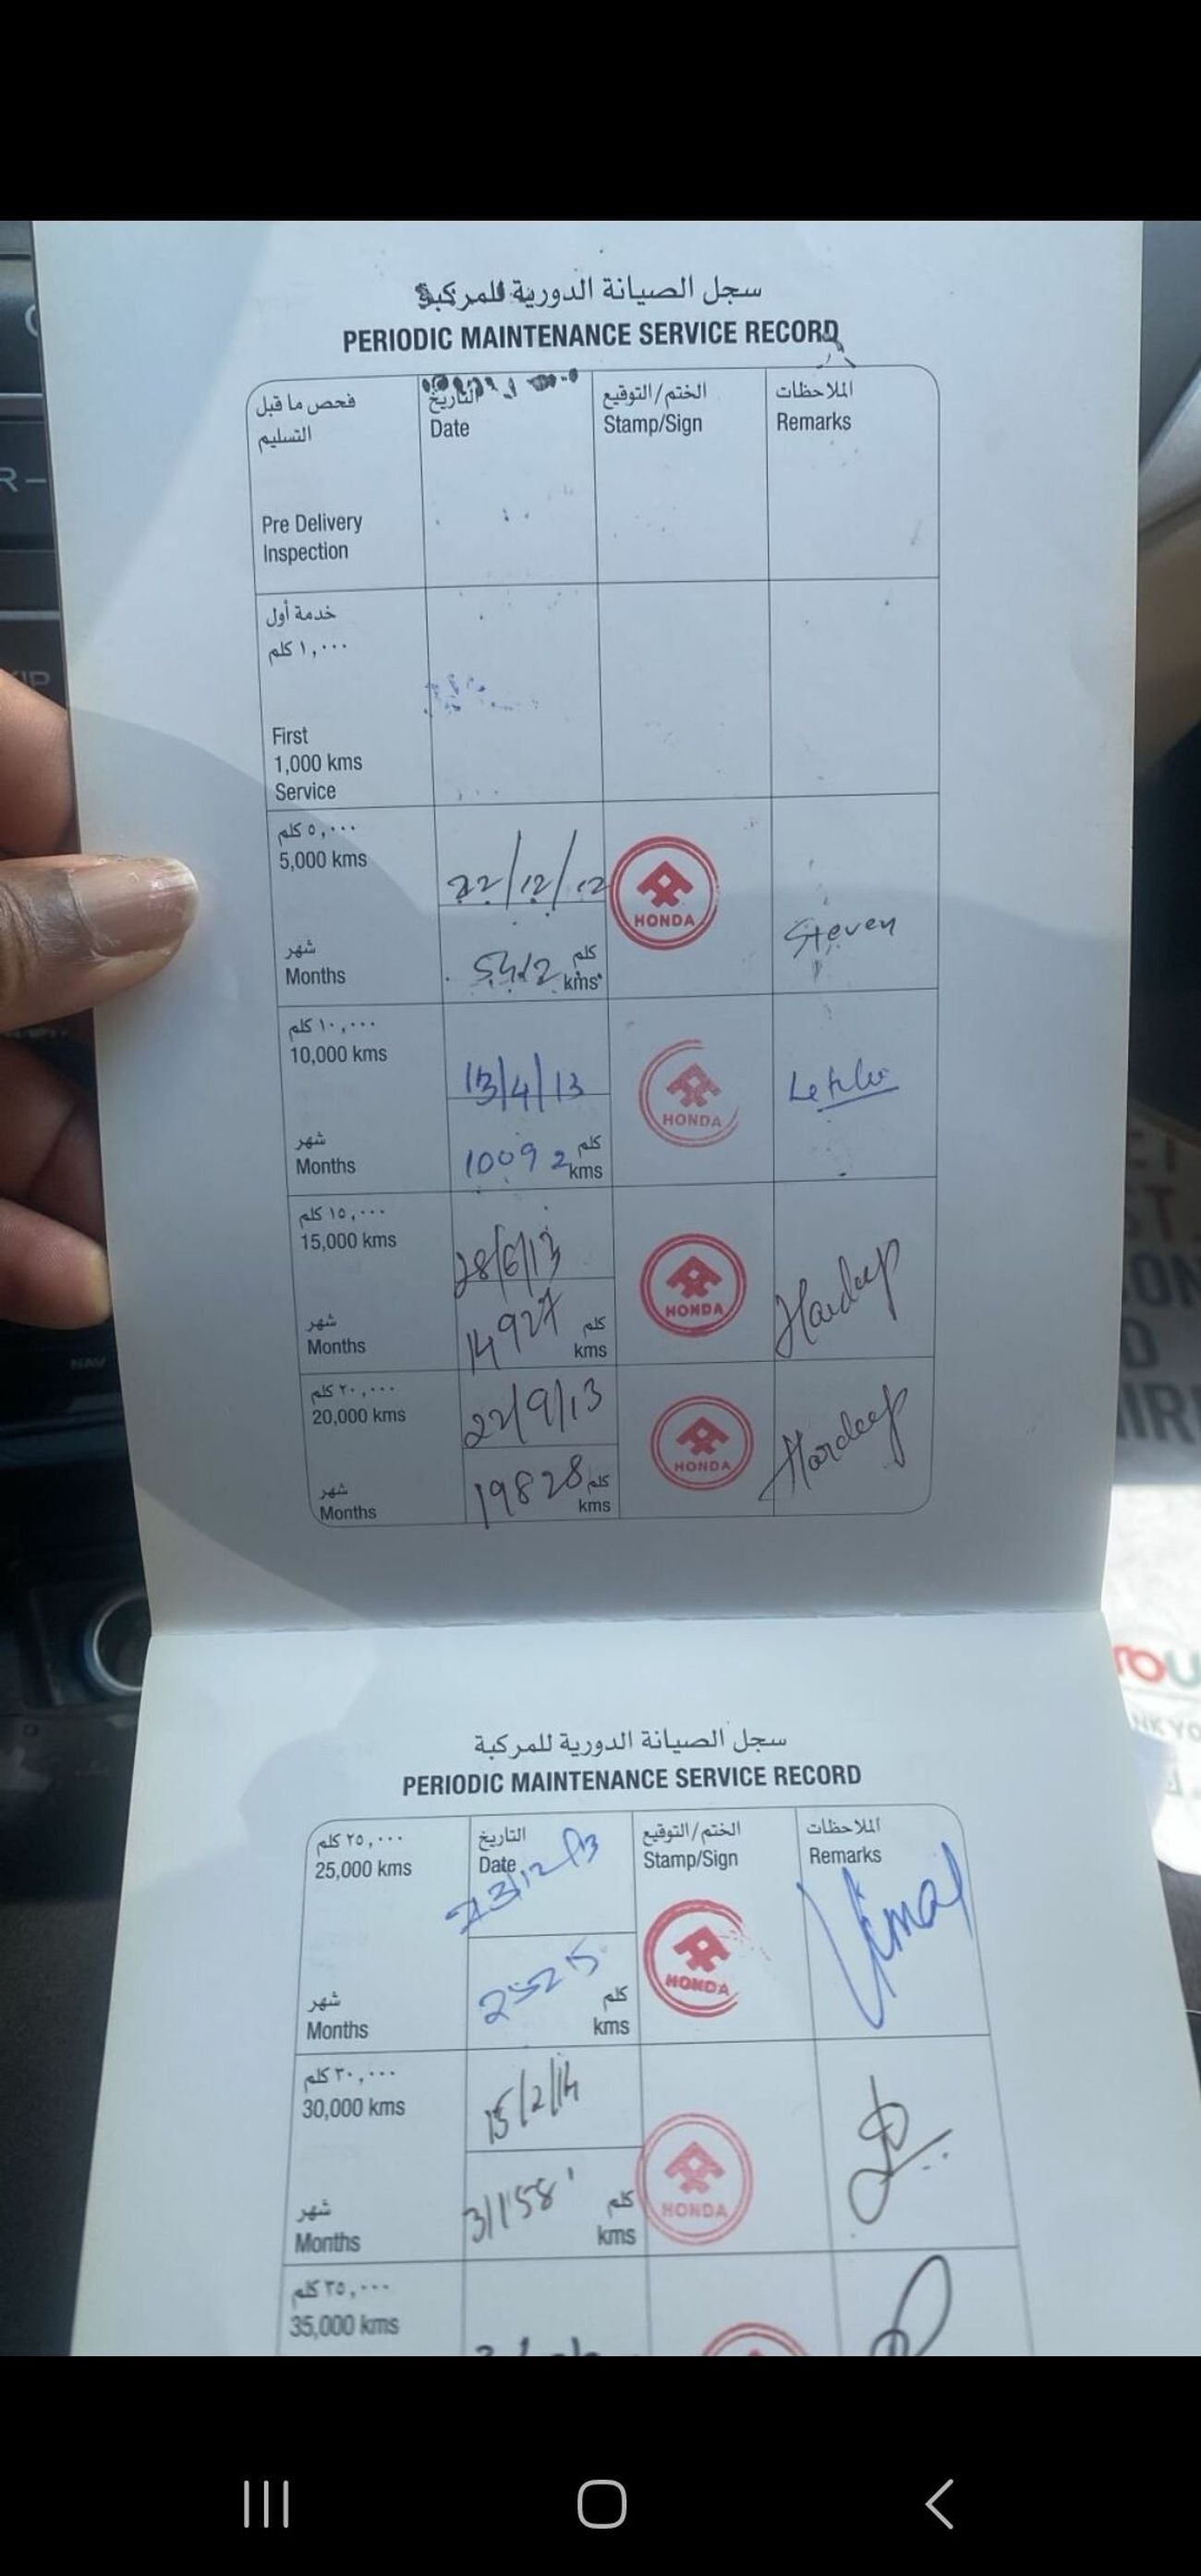 سجل الصيانة الدورية للمركبة
PERIODIC MAINTENANCE SERVICE RECORD
فحص ما قبل التسليم
Pre Delivery Inspection
التاريخ
Date
الختم/التوقيع
Stamp/Sign
الملاحظات
Remarks
خدمة أول
١,٠٠٠ كلم
First
1,000 kms
Service
٥,٠٠٠ كلم
5,000 kms
22/12/12
HONDA
Steven
شهر
Months
5412 كلم
kms
١٠,٠٠٠ كلم
10,000 kms
13/4/13
HONDA
شهر
Months
10092 كلم
kms
١٥,٠٠٠ كلم
15,000 kms
28/6/13
HONDA
Hardeep
شهر
Months
14927 كلم
kms
٢٠,٠٠٠ كلم
20,000 kms
22/9/13
HONDA
Hardeep
شهر
Months
19828 كلم
kms
سجل الصيانة الدورية للمركبة
PERIODIC MAINTENANCE SERVICE RECORD
٢٥,٠٠٠ كلم
25,000 kms
التاريخ
Date
23/12/13
الختم/التوقيع
Stamp/Sign
الملاحظات
Remarks
HONDA
Vimal
شهر
Months
كلم
kms
٣٠,٠٠٠ كلم
30,000 kms
15/2/14
HONDA
شهر
Months
31158 كلم
kms
٣٥,٠٠٠ كلم
35,000 kms
NAV